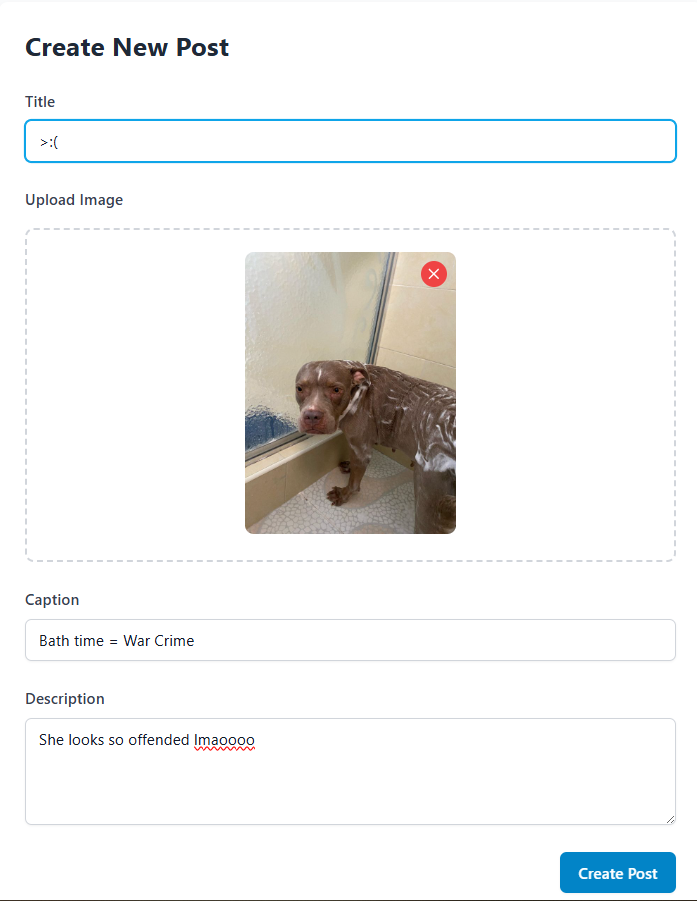 Create New Post
Title
>:(
Upload Image
Caption
Bath time = War Crime
Description
She looks so offended lmaoooo
Create Post